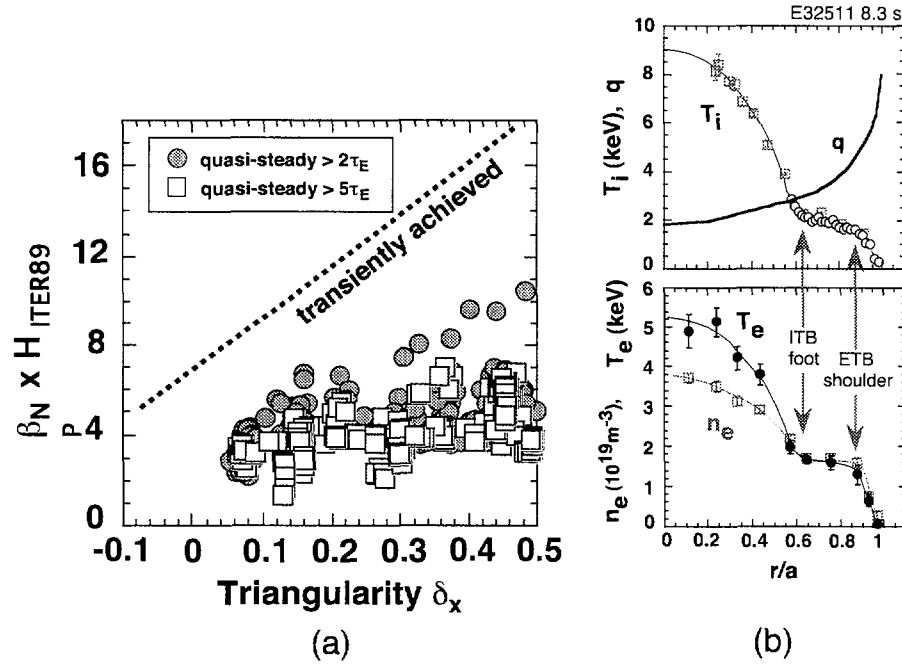 16
12
8
4
0
-0.1
0
0.1
0.2
0.3
0.4
0.5
βN x H ITER89
P
quasi-steady > 2τE
quasi-steady > 5τE
transiently achieved
Triangularity δx
(a)
E32511 8.3 s
Ti (keV), q
10
8
6
4
2
0
Ti
q
ne (10^19m^-3), Te (keV)
6
5
4
3
2
1
0
Te
ne
ITB
foot
ETB
shoulder
0
0.2
0.4
0.6
0.8
1
r/a
(b)